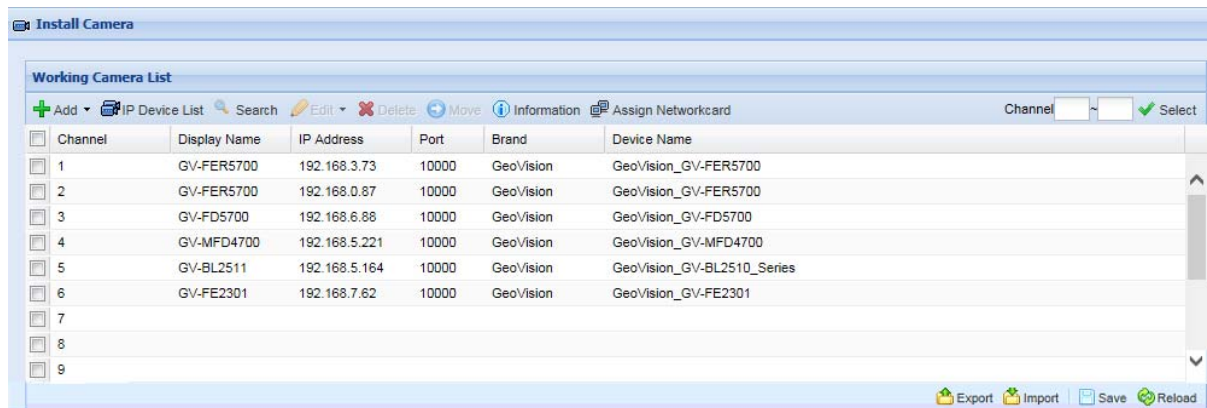 Install Camera
Working Camera List
Add IP Device List Search Edit Delete Move Information Assign Networkcard Channel ~ Select
Channel Display Name IP Address Port Brand Device Name
1 GV-FER5700 192.168.3.73 10000 GeoVision GeoVision_GV-FER5700
2 GV-FER5700 192.168.0.87 10000 GeoVision GeoVision_GV-FER5700
3 GV-FD5700 192.168.6.88 10000 GeoVision GeoVision_GV-FD5700
4 GV-MFD4700 192.168.5.221 10000 GeoVision GeoVision_GV-MFD4700
5 GV-BL2511 192.168.5.164 10000 GeoVision GeoVision_GV-BL2510_Series
6 GV-FE2301 192.168.7.62 10000 GeoVision GeoVision_GV-FE2301
7
8
9
Export Import Save Reload